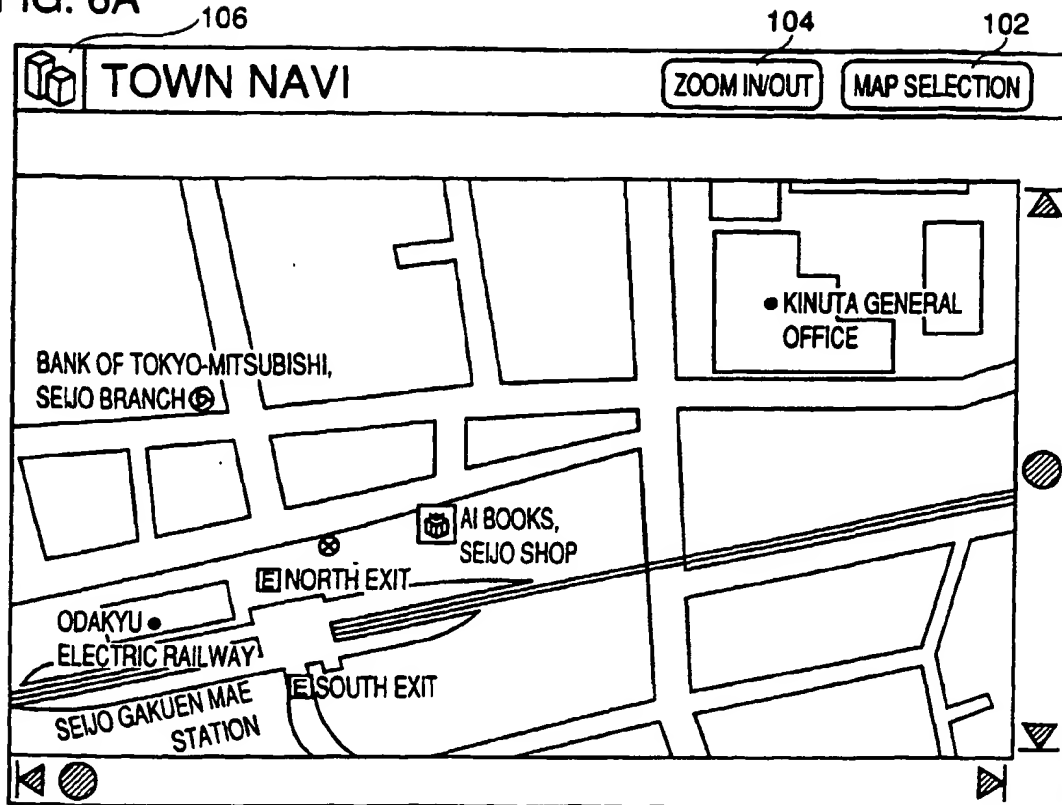 FIG. 6A
106
104
102
TOWN NAVI
ZOOM IN/OUT
MAP SELECTION
KINUTA GENERAL
OFFICE
BANK OF TOKYO-MITSUBISHI,
SEIJO BRANCH
AI BOOKS,
SEIJO SHOP
E NORTH EXIT
ODAKYU
ELECTRIC RAILWAY
E SOUTH EXIT
SEIJO GAKUEN MAE
STATION